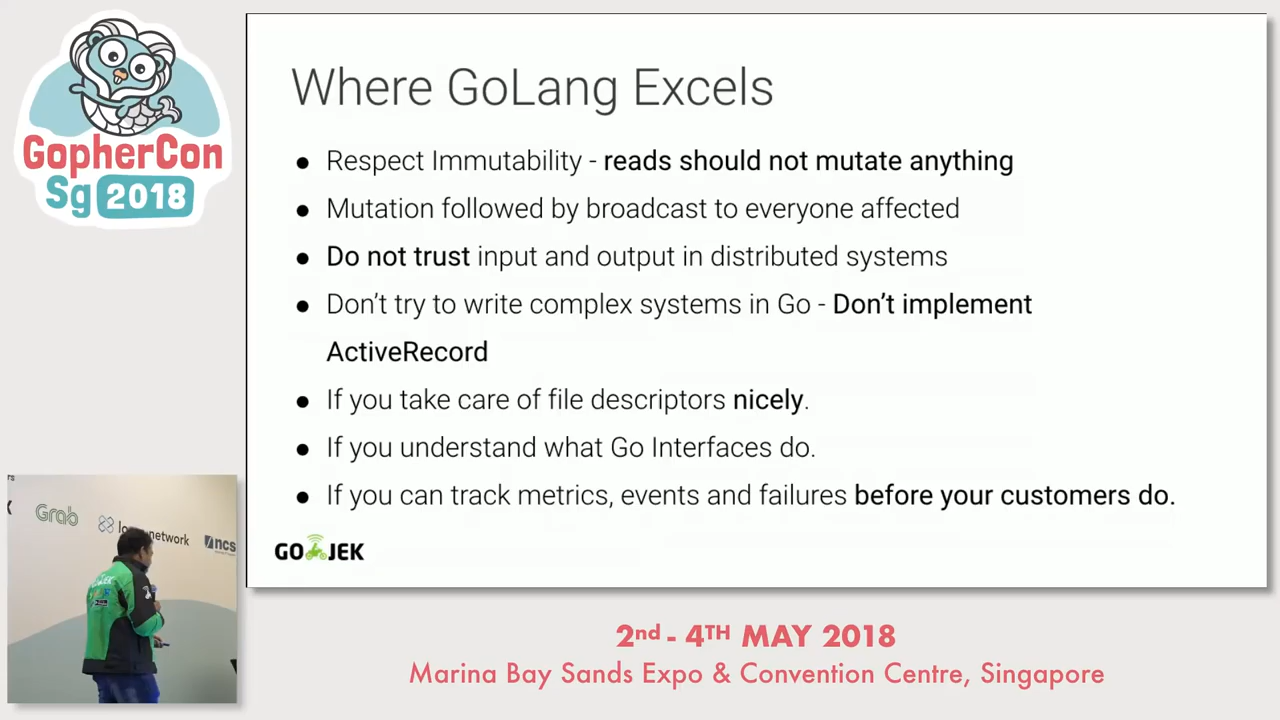 GopherCon
Sg 2018
Where GoLang Excels
● Respect Immutability - reads should not mutate anything
● Mutation followed by broadcast to everyone affected
● Do not trust input and output in distributed systems
● Don't try to write complex systems in Go - Don't implement
ActiveRecord
● If you take care of file descriptors nicely.
● If you understand what Go Interfaces do.
● If you can track metrics, events and failures before your customers do.
GO JEK
Grab
network
ncs
2nd - 4TH MAY 2018
Marina Bay Sands Expo & Convention Centre, Singapore